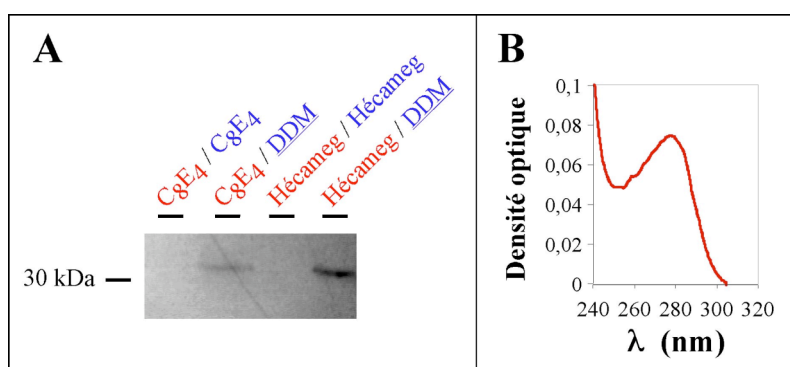 A
C8E4 / C8E4
C8E4 / DDM
Hécameg / Hécameg
Hécameg / DDM
30 kDa
B
Densité optique
0,1
0,08
0,06
0,04
0,02
0
240 260 280 300 320
λ (nm)